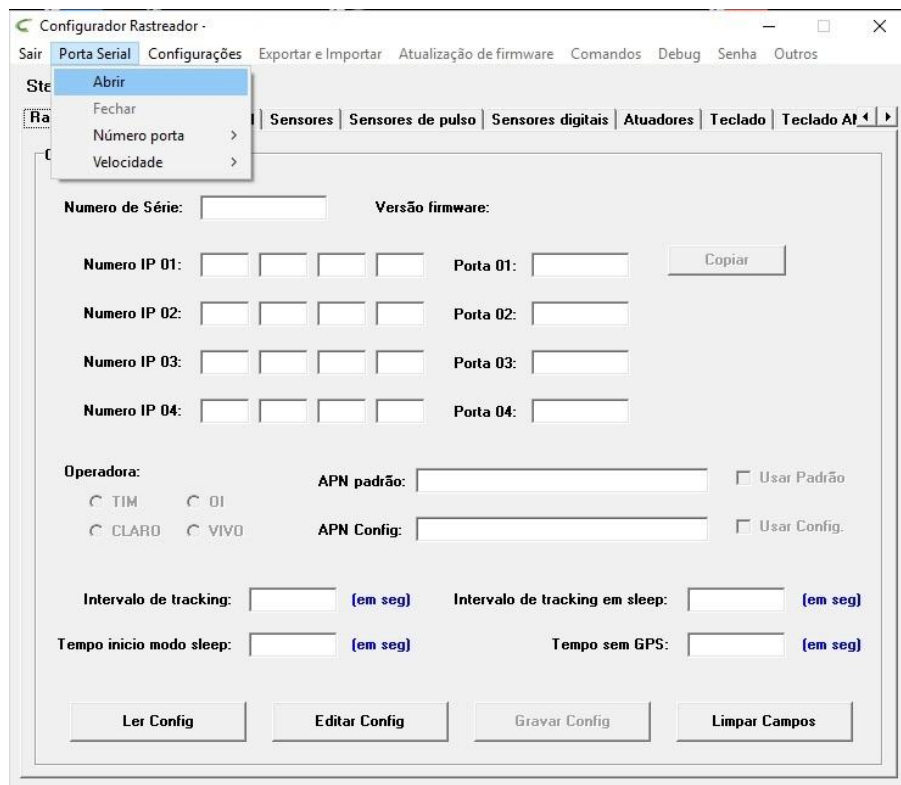 Configurador Rastreador -
Sair Porta Serial Configurações Exportar e Importar Atualização de firmware Comandos Debug Senha Outros
Abrir
Fechar
Número porta
Velocidade
Ste
Ra Sensores Sensores de pulso Sensores digitais Atuadores Teclado Teclado
Numero de Série: Versão firmware:
Numero IP 01: Porta 01: Copiar
Numero IP 02: Porta 02:
Numero IP 03: Porta 03:
Numero IP 04: Porta 04:
Operadora: APN padrão: Usar Padrão
TIM OI
CLARO VIVO APN Config: Usar Config.
Intervalo de tracking: (em seg) Intervalo de tracking em sleep: (em seg)
Tempo inicio modo sleep: (em seg) Tempo sem GPS: (em seg)
Ler Config Editar Config Gravar Config Limpar Campos